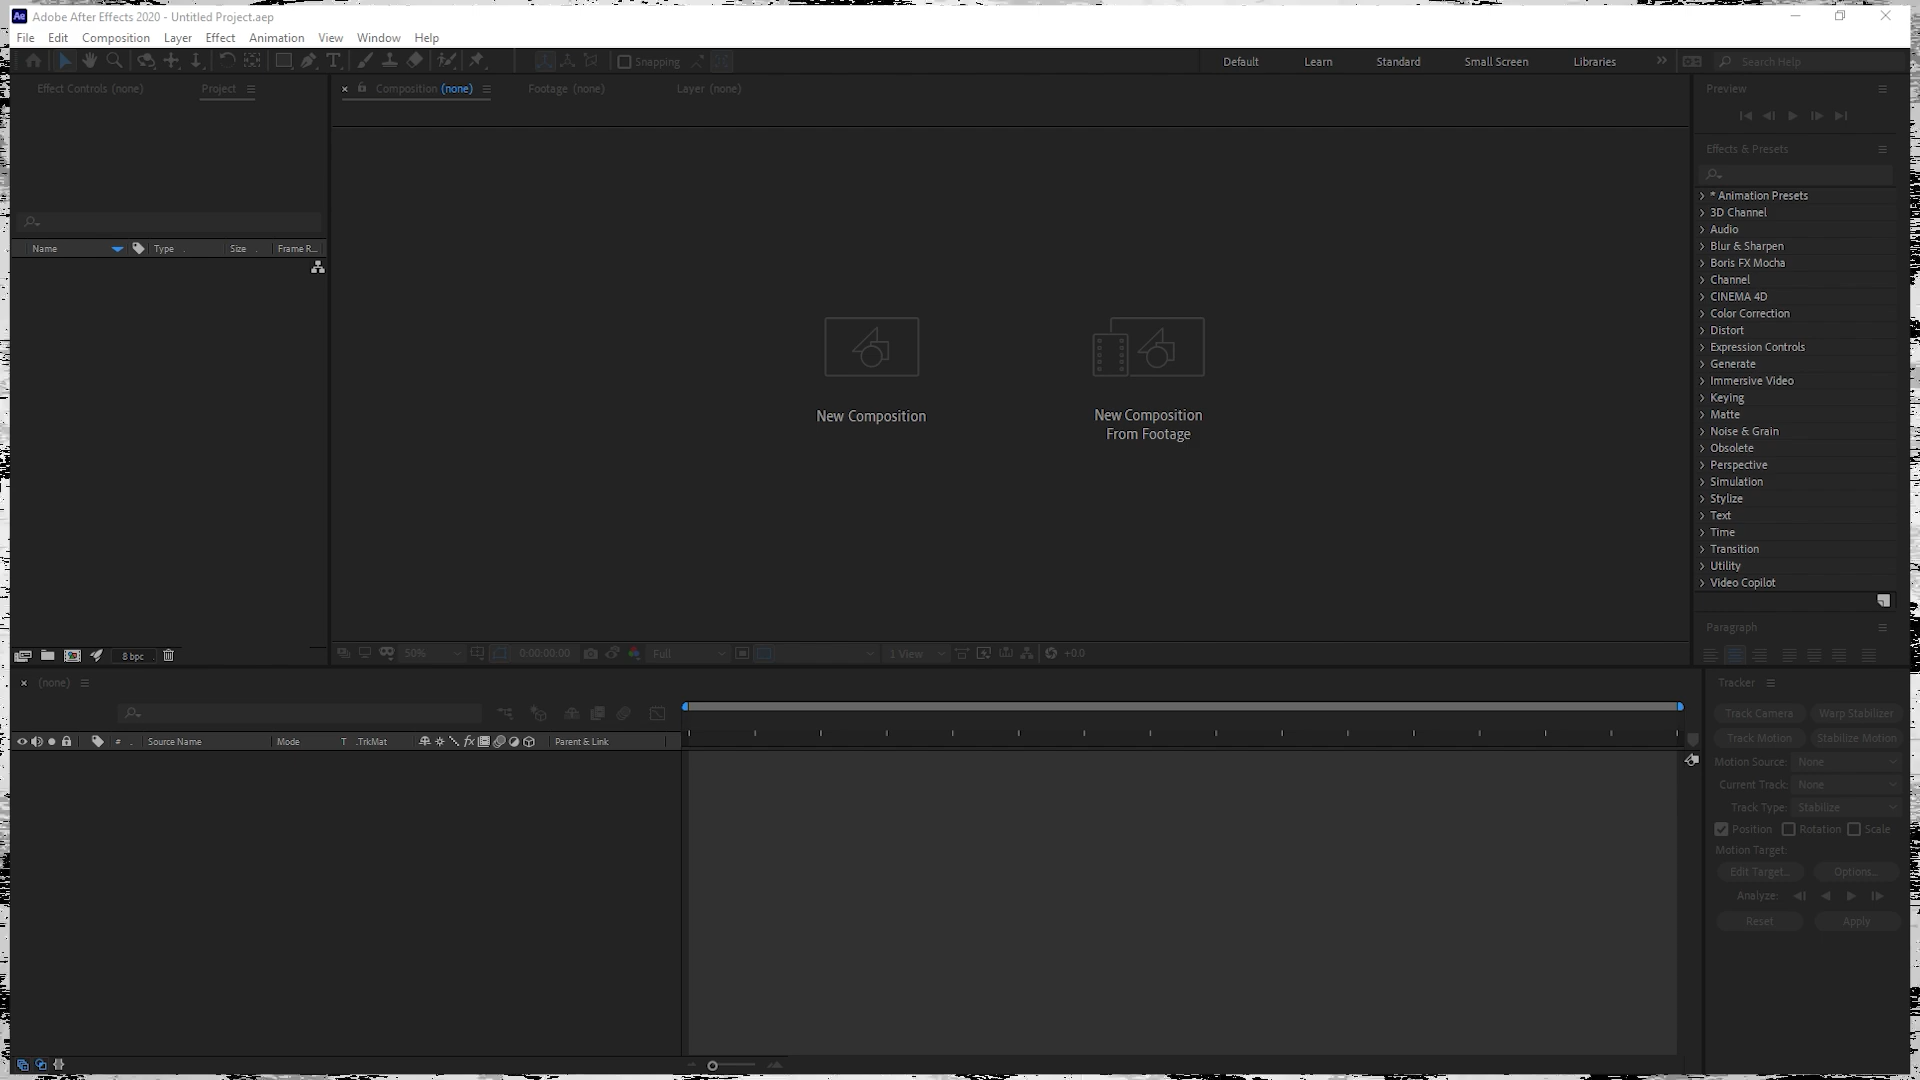 Ae Adobe After Effects 2020 - Untitled Project.aep
File Edit Composition Layer Effect Animation View Window Help
Snapping
Default Learn Standard Small Screen Libraries
Search Help
Effect Controls (none) Project
Composition (none) Footage (none) Layer (none)
Name Type Size Frame R...
New Composition
New Composition
From Footage
8 bpc
50% 0:00:00:00 Full 1 View +0.0
Preview
Effects & Presets
* Animation Presets
3D Channel
Audio
Blur & Sharpen
Boris FX Mocha
Channel
CINEMA 4D
Color Correction
Distort
Expression Controls
Generate
Immersive Video
Keying
Matte
Noise & Grain
Obsolete
Perspective
Simulation
Stylize
Text
Time
Transition
Utility
Video Copilot
Paragraph
(none)
# Source Name Mode T .TrkMat fx Parent & Link
Tracker
Track Camera Warp Stabilizer
Track Motion Stabilize Motion
Motion Source: None
Current Track: None
Track Type: Stabilize
Position Rotation Scale
Motion Target:
Edit Target... Options...
Analyze:
Reset Apply